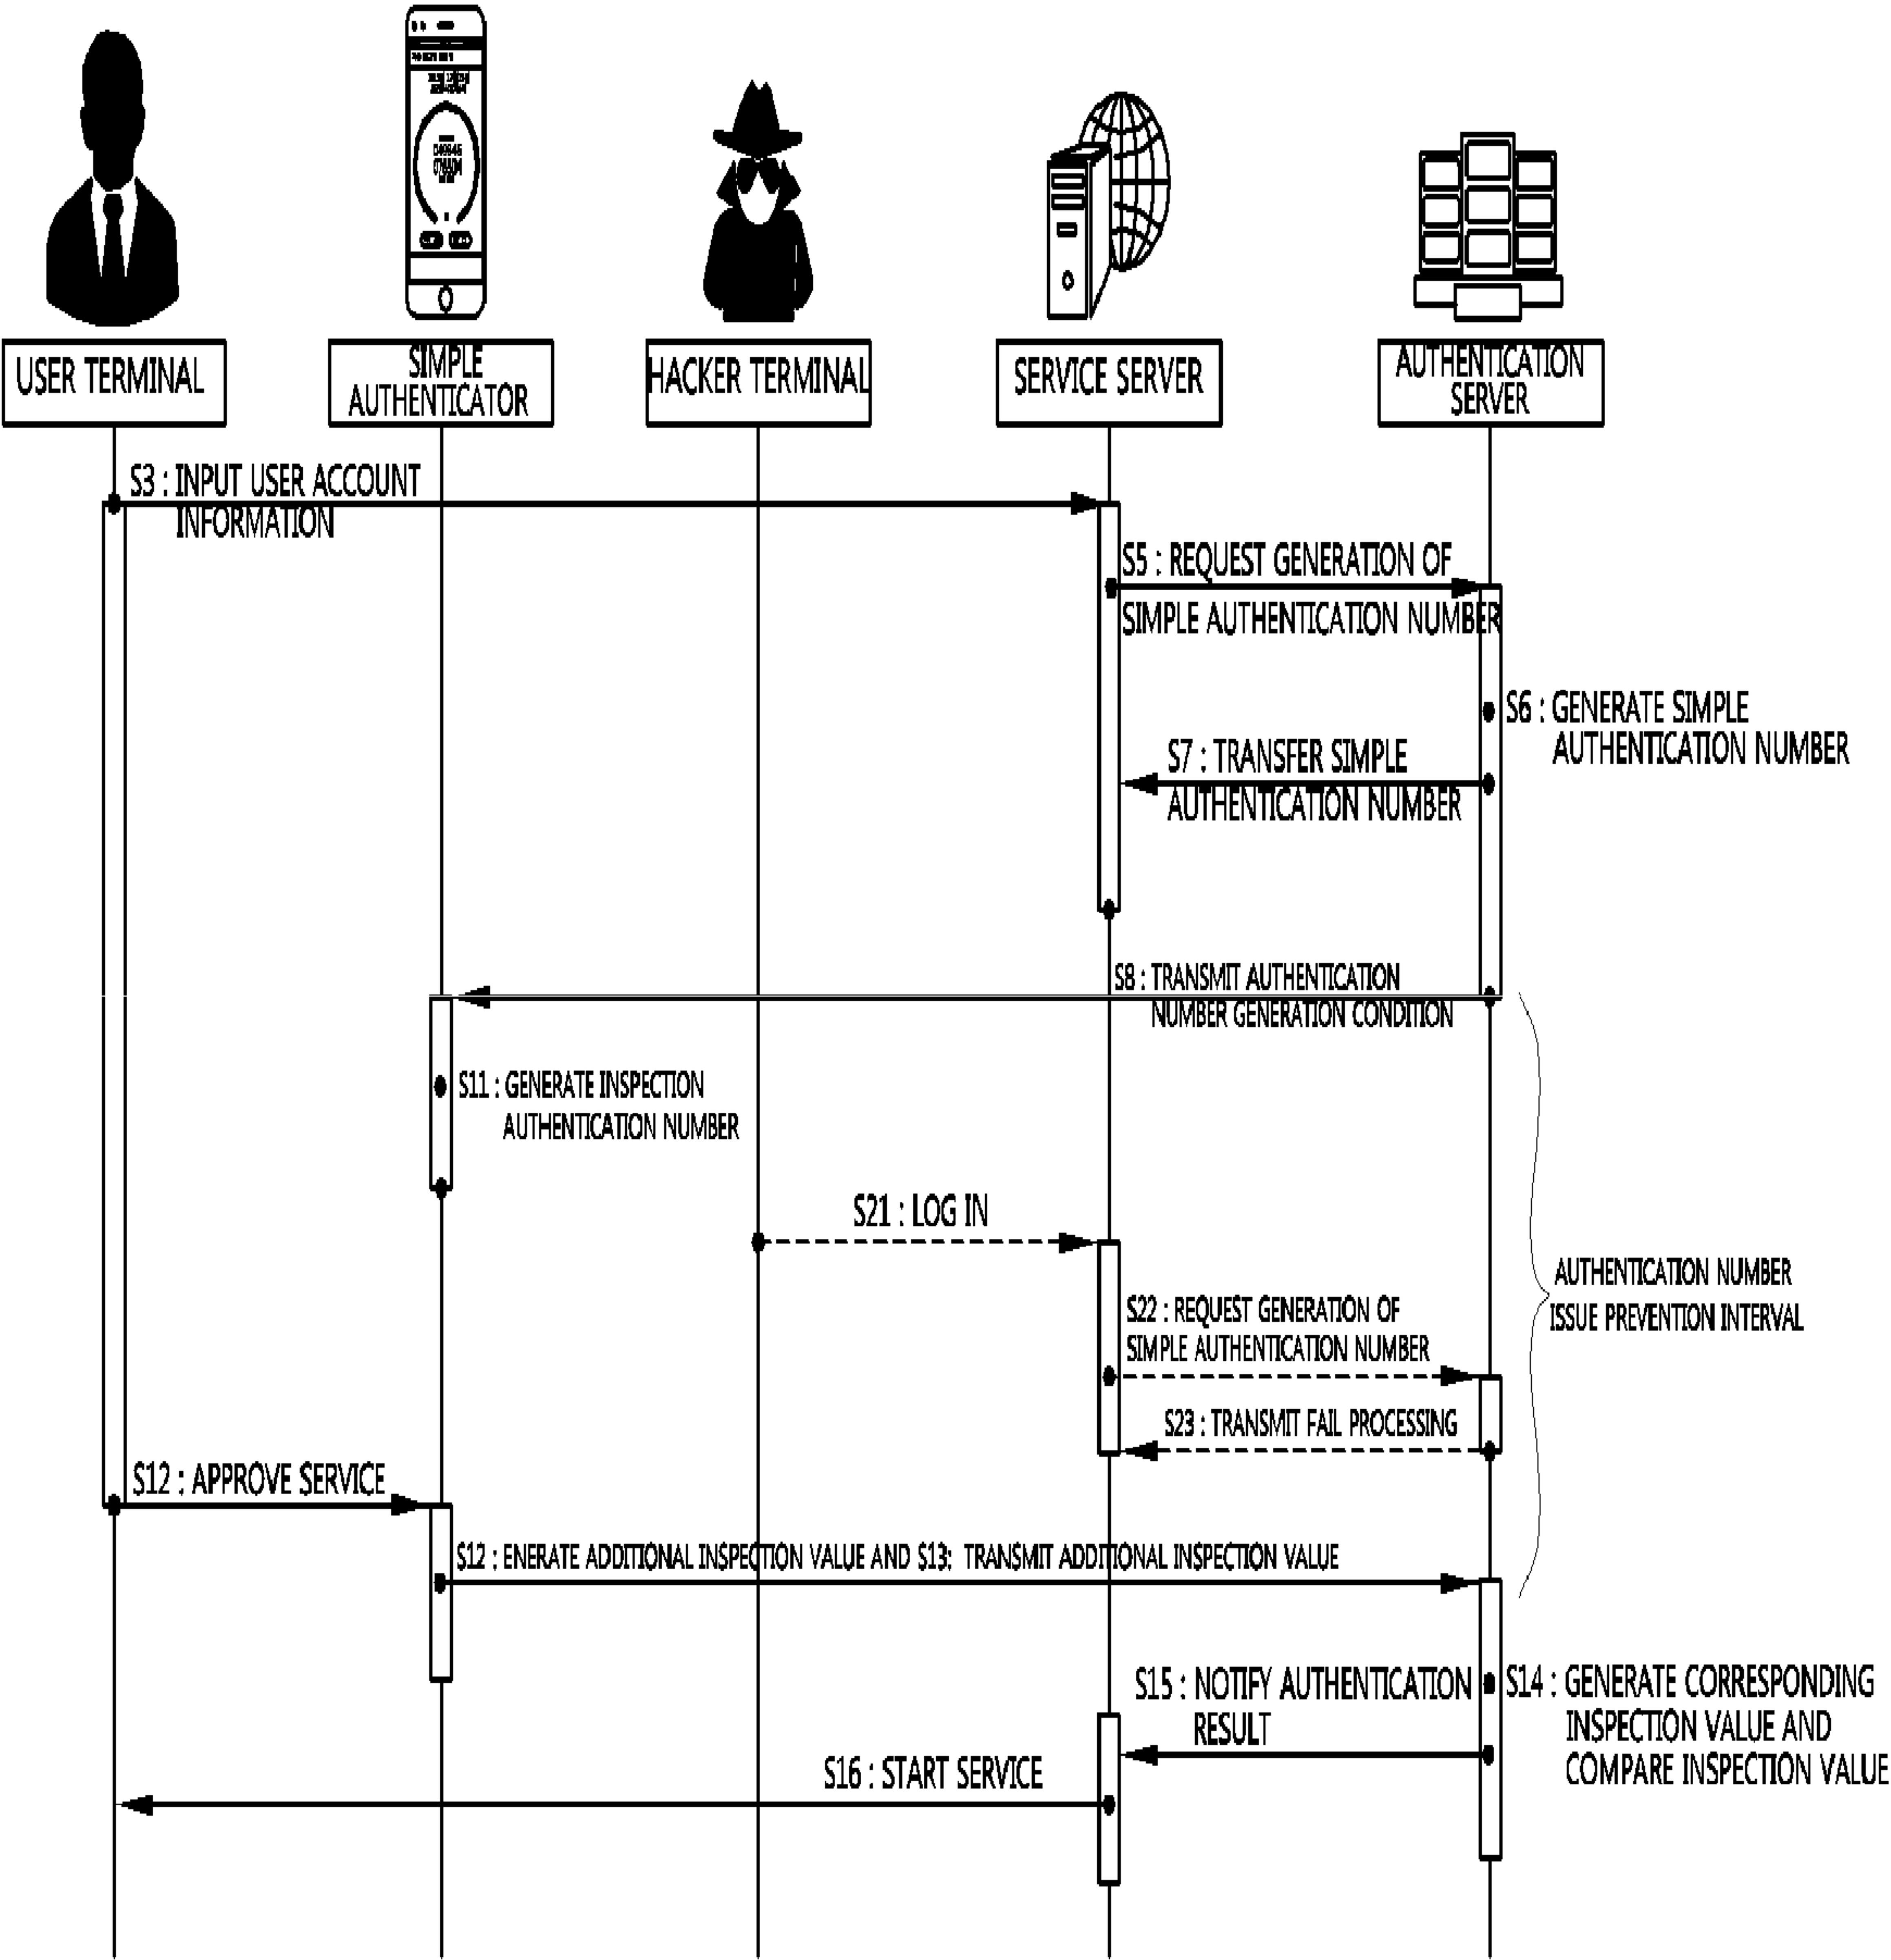 USER TERMINAL
SIMPLE
AUTHENTICATOR
HACKER TERMINAL
SERVICE SERVER
AUTHENTICATION
SERVER
S3 : INPUT USER ACCOUNT
INFORMATION
S5 : REQUEST GENERATION OF
SIMPLE AUTHENTICATION NUMBER
S6 : GENERATE SIMPLE
AUTHENTICATION NUMBER
S7 : TRANSFER SIMPLE
AUTHENTICATION NUMBER
S8 : TRANSMIT AUTHENTICATION
NUMBER GENERATION CONDITION
S11 : GENERATE INSPECTION
AUTHENTICATION NUMBER
S21 : LOG IN
AUTHENTICATION NUMBER
ISSUE PREVENTION INTERVAL
S22 : REQUEST GENERATION OF
SIMPLE AUTHENTICATION NUMBER
S23 : TRANSMIT FAIL PROCESSING
S12 : APPROVE SERVICE
S12 : ENERATE ADDITIONAL INSPECTION VALUE AND S13: TRANSMIT ADDITIONAL INSPECTION VALUE
S15 : NOTIFY AUTHENTICATION
RESULT
S14 : GENERATE CORRESPONDING
INSPECTION VALUE AND
COMPARE INSPECTION VALUE
S16 : START SERVICE